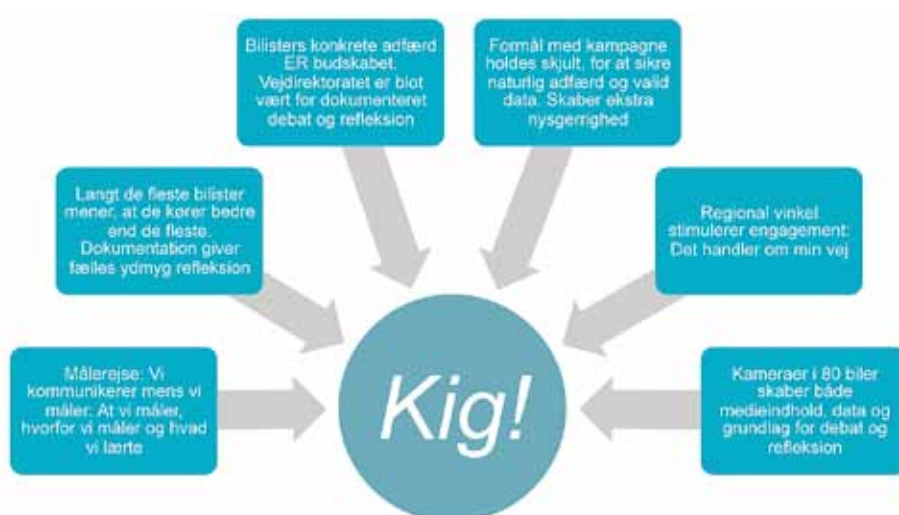 Bilisters konkrete adfærd
ER budskabet.
Vejdirektoratet er blot
vært for dokumenteret
debat og refleksion
Formål med kampagne
holdes skjult, for at sikre
naturlig adfærd og valid
data. Skaber ekstra
nysgerrighed
Langt de fleste bilister
mener, at de kører bedre
end de fleste.
Dokumentation giver
fælles ydmyg refleksion
Regional vinkel
stimulerer engagement:
Det handler om min vej
Målerejse: Vi
kommunikerer mens vi
måler: At vi måler,
hvorfor vi måler og hvad
vi lærte
Kameraer i 80 biler
skaber både
medieindhold, data og
grundlag for debat og
refleksion
Kig!